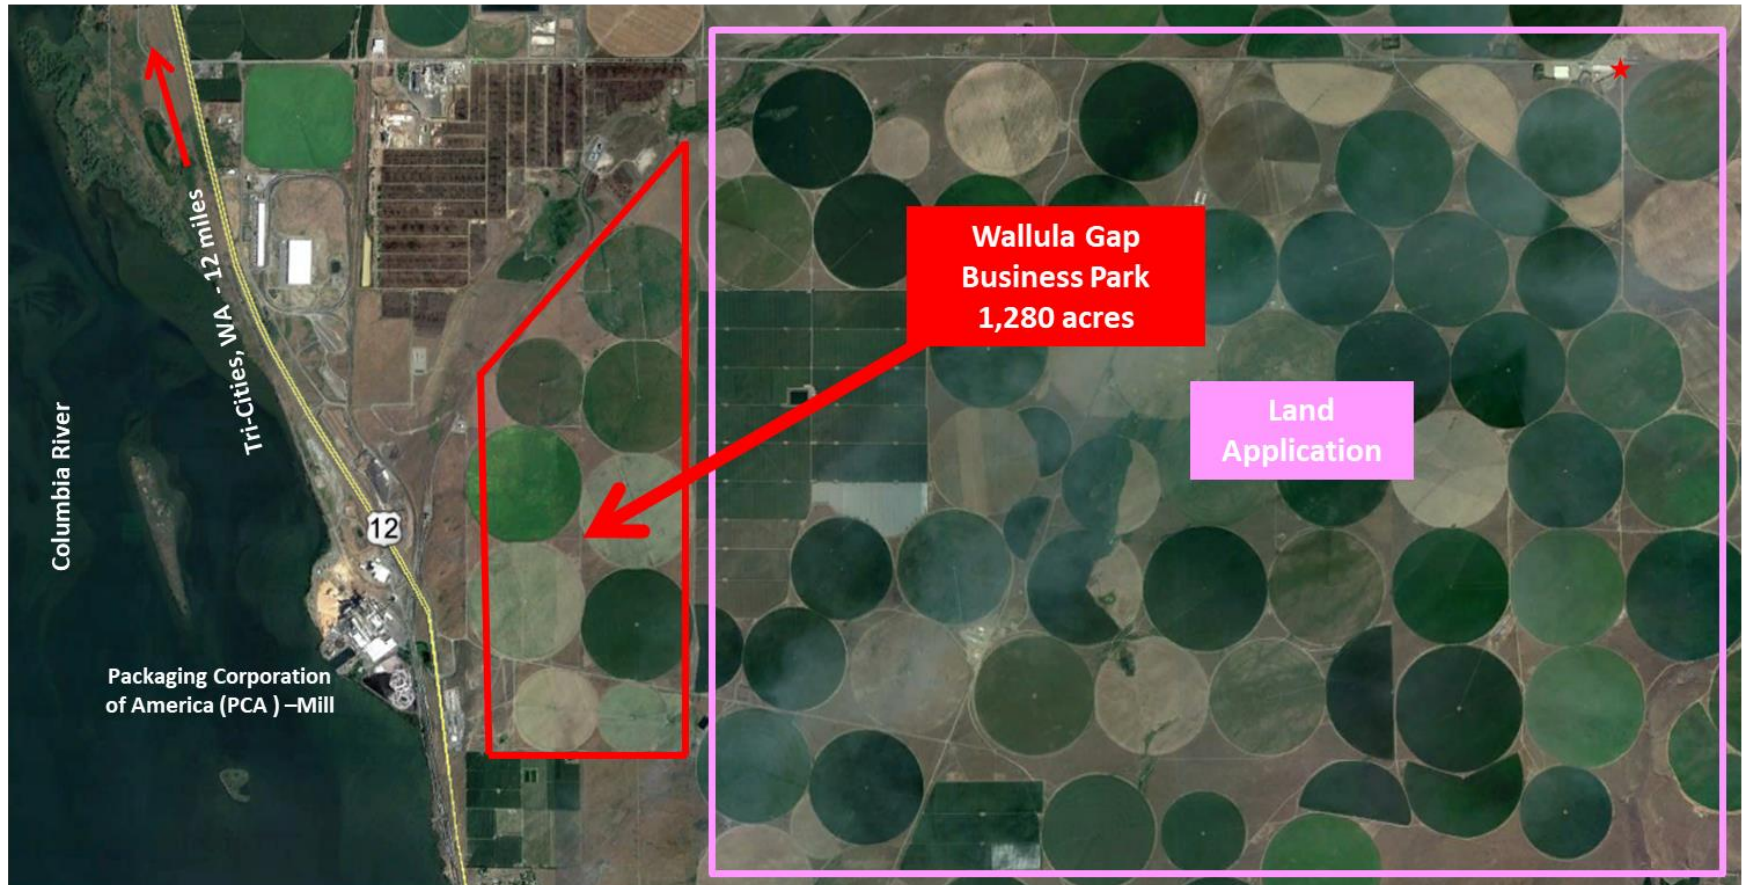 Wallula Gap
Business Park
1,280 acres
Land
Application
Tri-Cities, WA - 12 miles
Columbia River
12
Packaging Corporation
of America (PCA ) –Mill